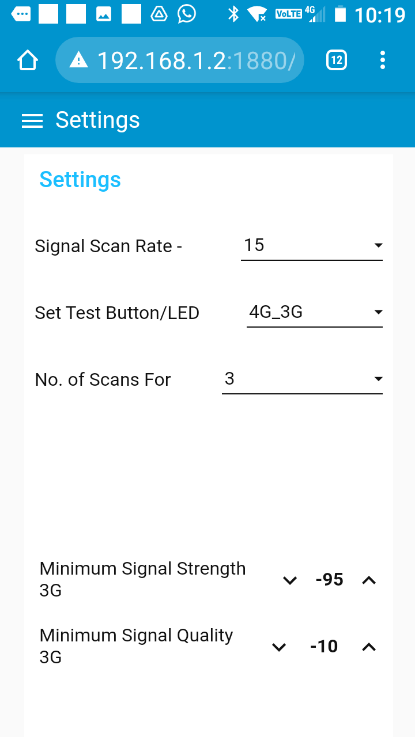 VoLTE 4G 10:19
192.168.1.2:1880/
12
Settings
Settings
Signal Scan Rate - 15
Set Test Button/LED 4G_3G
No. of Scans For 3
Minimum Signal Strength
3G
-95
Minimum Signal Quality
3G
-10